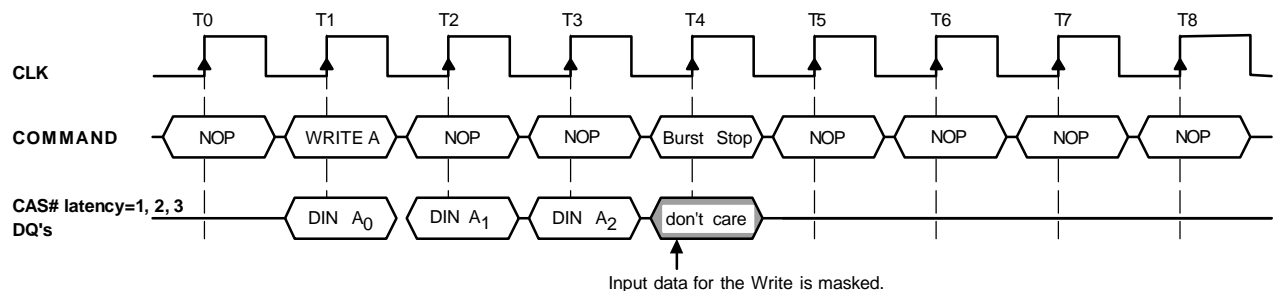 T0 T1 T2 T3 T4 T5 T6 T7 T8
CLK
COMMAND NOP WRITE A NOP NOP Burst Stop NOP NOP NOP NOP
CAS# latency=1, 2, 3
DQ's DIN A0 DIN A1 DIN A2 don't care
Input data for the Write is masked.